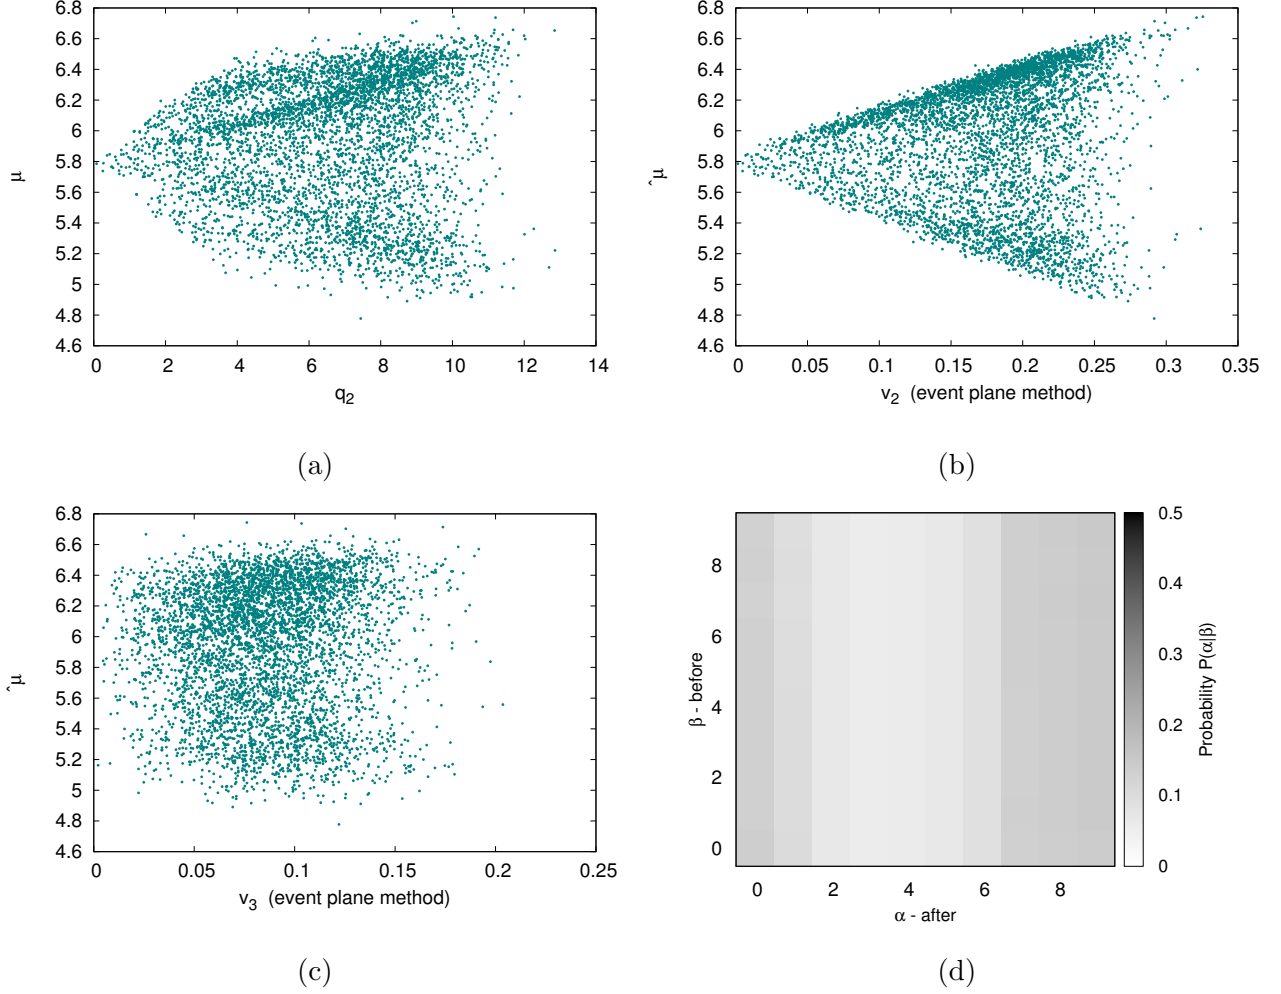 6.8
6.6
6.4
6.2
6
5.8
5.6
5.4
5.2
5
4.8
4.6
μ̂
0 2 4 6 8 10 12 14
q2
(a)
6.8
6.6
6.4
6.2
6
5.8
5.6
5.4
5.2
5
4.8
4.6
μ̂
0 0.05 0.1 0.15 0.2 0.25 0.3 0.35
v2 (event plane method)
(b)
6.8
6.6
6.4
6.2
6
5.8
5.6
5.4
5.2
5
4.8
4.6
μ̂
0 0.05 0.1 0.15 0.2 0.25
v3 (event plane method)
(c)
8
6
4
2
0
β - before
0 2 4 6 8
α - after
0.5
0.4
0.3
0.2
0.1
0
Probability P(α|β)
(d)